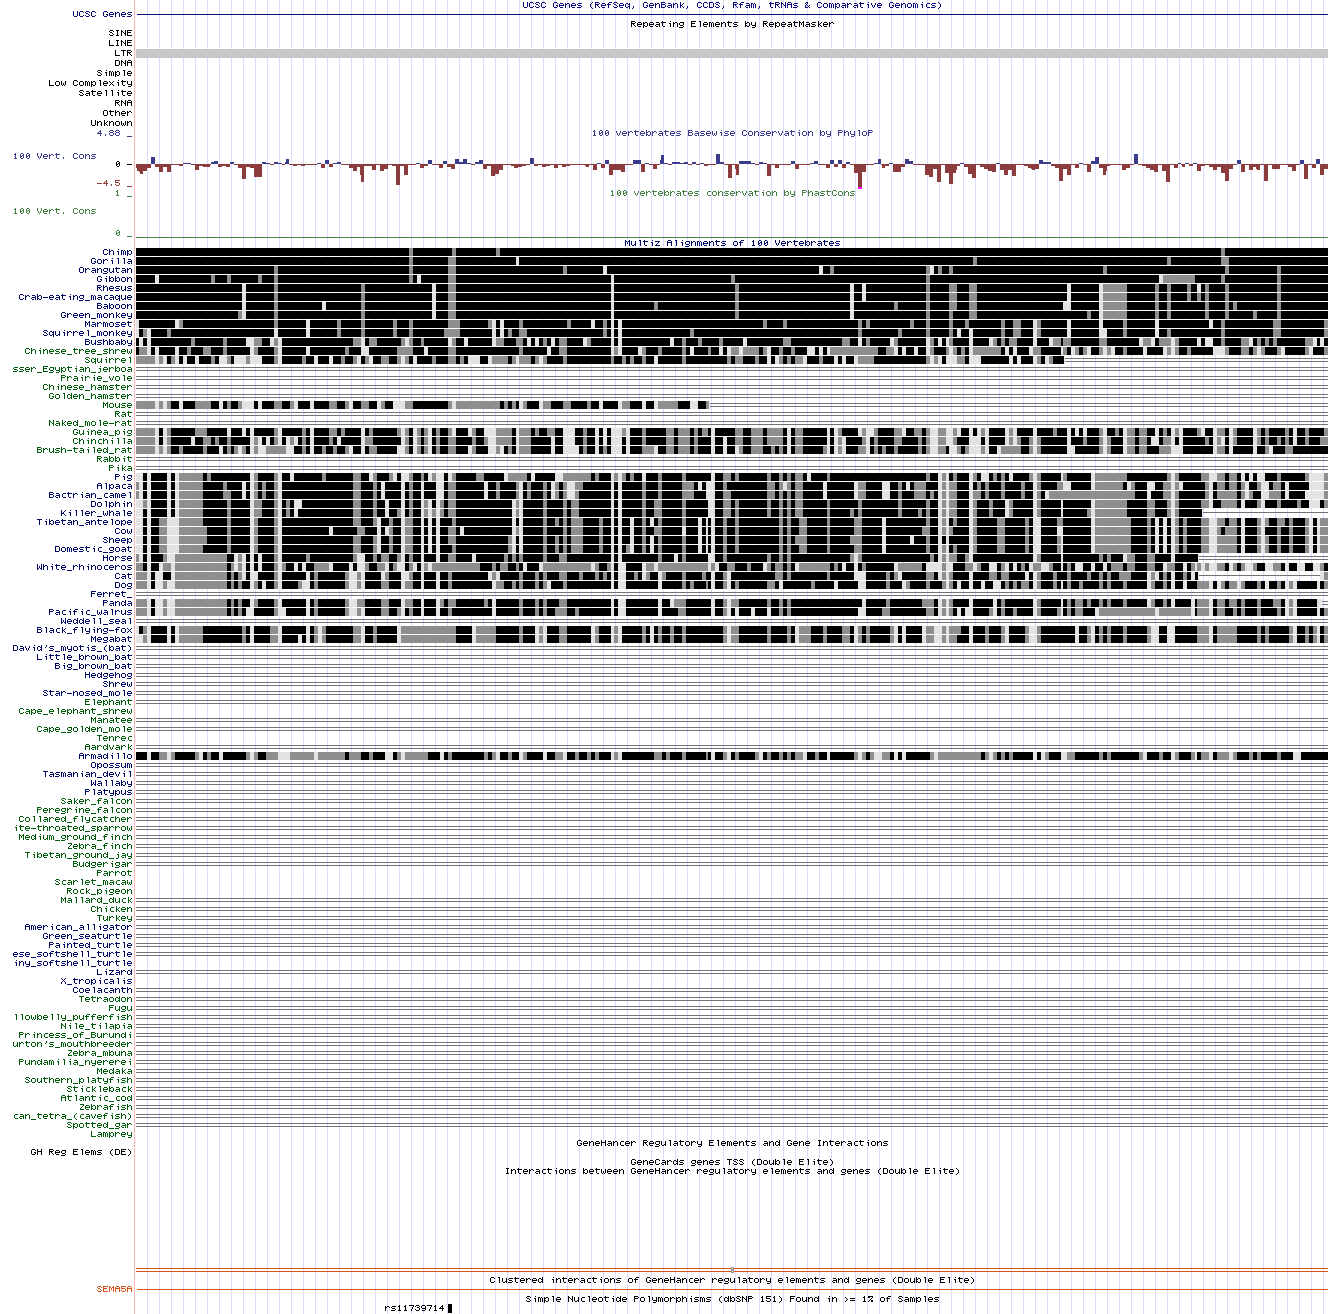 UCSC Genes (RefSeq, GenBank, CCDS, Rfam, tRNAs & Comparative Genomics)
UCSC Genes
Repeating Elements by RepeatMasker
SINE
LINE
LTR
DNA
Simple
Low Complexity
Satellite
RNA
Other
Unknown
4.88 _
100 vertebrates Basewise Conservation by PhyloP
100 Vert. Cons
0 _
-4.5 _
1 _
100 vertebrates conservation by PhastCons
100 Vert. Cons
0 _
Multiz Alignments of 100 Vertebrates
Chimp
Gorilla
Orangutan
Gibbon
Rhesus
Crab-eating_macaque
Baboon
Green_monkey
Marmoset
Squirrel_monkey
Bushbaby
Chinese_tree_shrew
Squirrel
sser_Egyptian_jerboa
Prairie_vole
Chinese_hamster
Golden_hamster
Mouse
Rat
Naked_mole-rat
Guinea_pig
Chinchilla
Brush-tailed_rat
Rabbit
Pika
Pig
Alpaca
Bactrian_camel
Dolphin
Killer_whale
Tibetan_antelope
Cow
Sheep
Domestic_goat
Horse
White_rhinoceros
Cat
Dog
Ferret_
Panda
Pacific_walrus
Weddell_seal
Black_flying-fox
Megabat
David's_myotis_(bat)
Little_brown_bat
Big_brown_bat
Hedgehog
Shrew
Star-nosed_mole
Elephant
Cape_elephant_shrew
Manatee
Cape_golden_mole
Tenrec
Aardvark
Armadillo
Opossum
Tasmanian_devil
Wallaby
Platypus
Saker_falcon
Peregrine_falcon
Collared_flycatcher
ite-throated_sparrow
Medium_ground_finch
Zebra_finch
Tibetan_ground_jay
Budgerigar
Parrot
Scarlet_macaw
Rock_pigeon
Mallard_duck
Chicken
Turkey
American_alligator
Green_seaturtle
Painted_turtle
ese_softshell_turtle
iny_softshell_turtle
Lizard
X_tropicalis
Coelacanth
Tetraodon
Fugu
llowbelly_pufferfish
Nile_tilapia
Princess_of_Burundi
urton's_mouthbreeder
Zebra_mbuna
Pundamilia_nyererei
Medaka
Southern_platyfish
Stickleback
Atlantic_cod
Zebrafish
can_tetra_(cavefish)
Spotted_gar
Lamprey
GeneHancer Regulatory Elements and Gene Interactions
GH Reg Elems (DE)
GeneCards genes TSS (Double Elite)
Interactions between GeneHancer regulatory elements and genes (Double Elite)
Clustered interactions of GeneHancer regulatory elements and genes (Double Elite)
SEMA5A
Simple Nucleotide Polymorphisms (dbSNP 151) Found in >= 1% of Samples
rs11739714